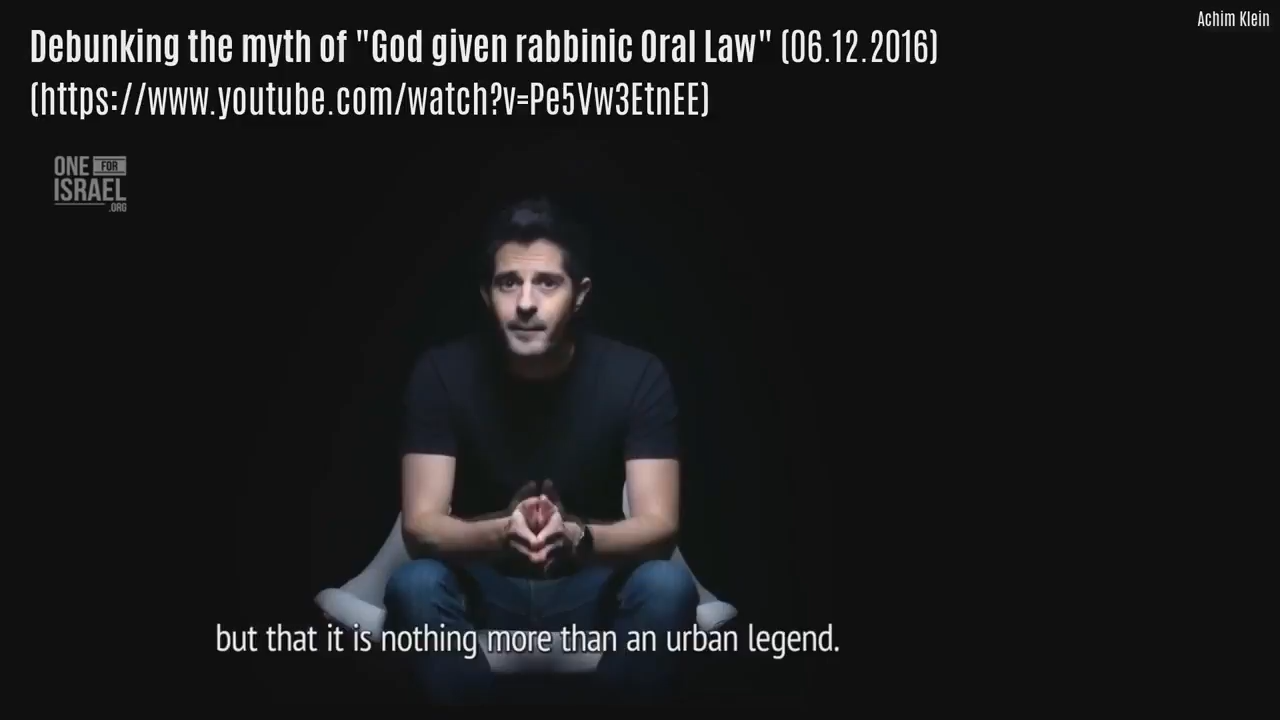 Achim Klein
Debunking the myth of "God given rabbinic Oral Law" (06.12.2016)
(https://www.youtube.com/watch?v=Pe5Vw3EtnEE)
ONE FOR
ISRAEL
.ORG
but that it is nothing more than an urban legend.